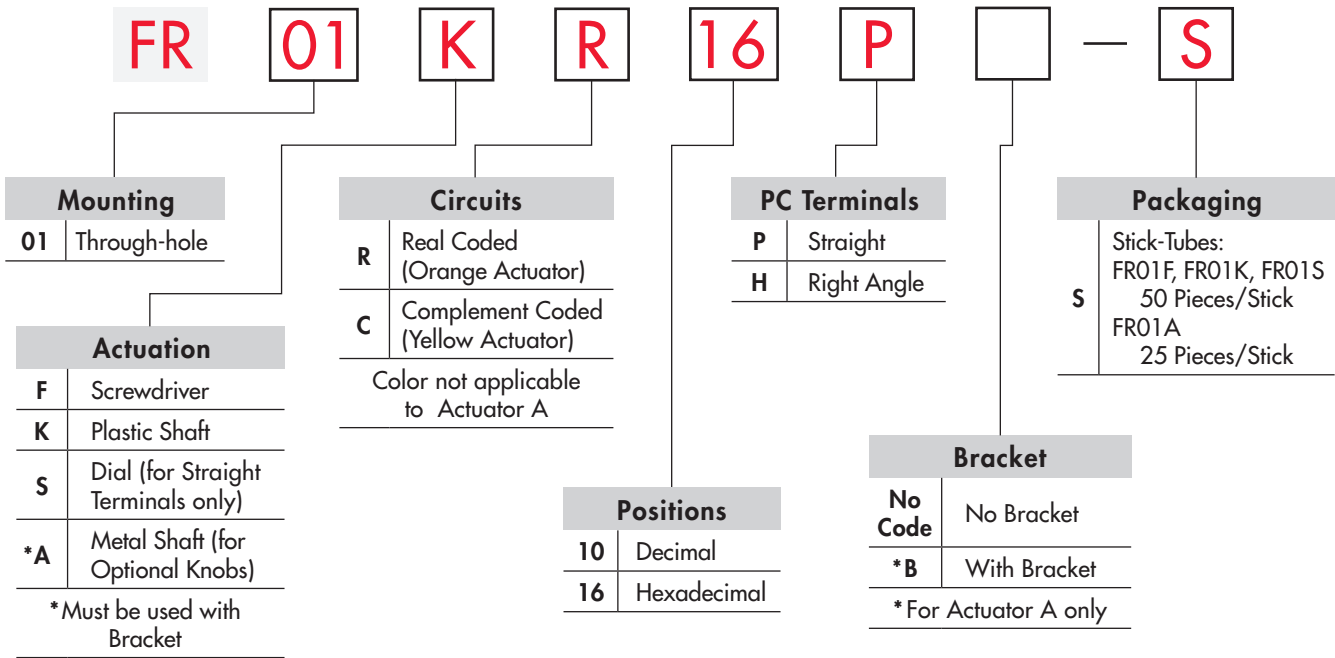 FR 01 K R 16 P — S
Mounting
01 Through-hole
Actuation
F Screwdriver
K Plastic Shaft
S Dial (for Straight
Terminals only)
*A Metal Shaft (for
Optional Knobs)
*Must be used with
Bracket
Circuits
R Real Coded
(Orange Actuator)
C Complement Coded
(Yellow Actuator)
Color not applicable
to Actuator A
Positions
10 Decimal
16 Hexadecimal
PC Terminals
P Straight
H Right Angle
Bracket
No
Code No Bracket
*B With Bracket
*For Actuator A only
Packaging
Stick-Tubes:
FR01F, FR01K, FR01S
S 50 Pieces/Stick
FR01A
25 Pieces/Stick